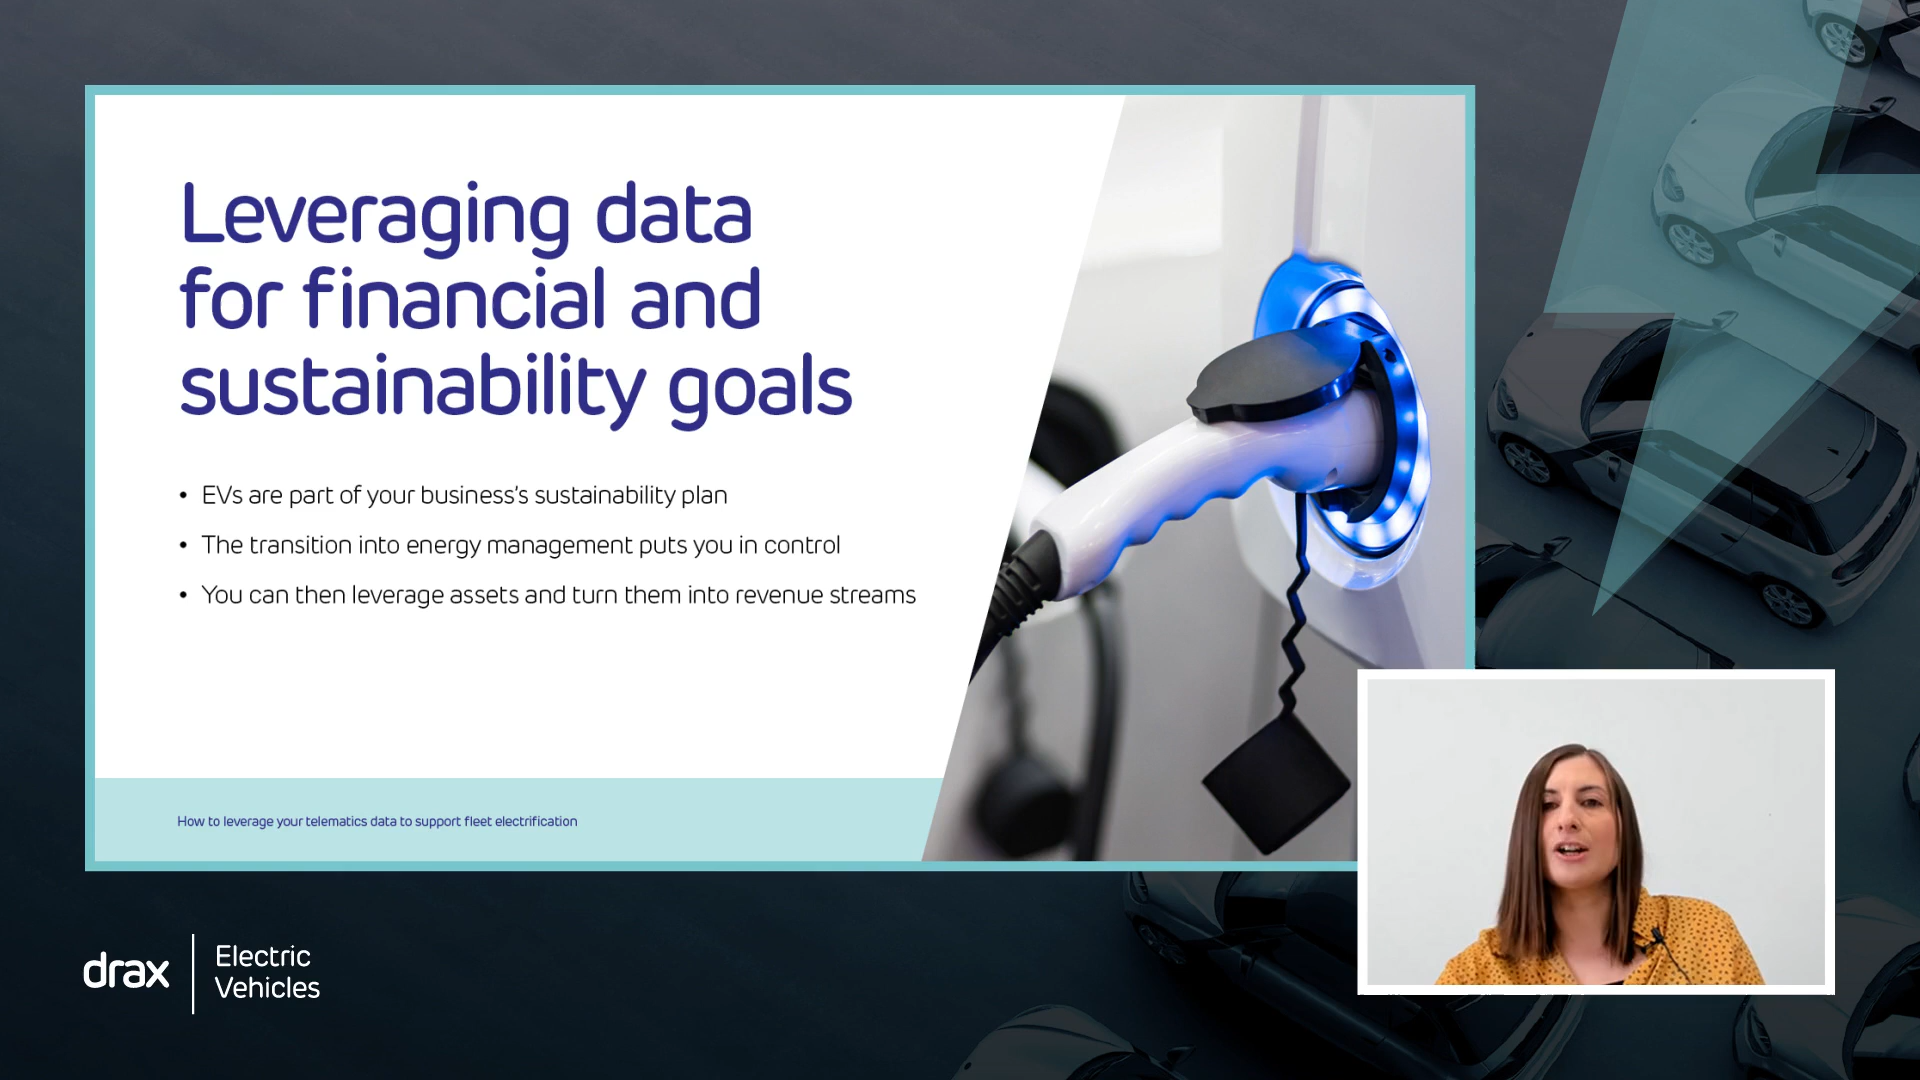 Leveraging data
for financial and
sustainability goals
• EVs are part of your business’s sustainability plan
• The transition into energy management puts you in control
• You can then leverage assets and turn them into revenue streams
How to leverage your telematics data to support fleet electrification
drax
Electric
Vehicles